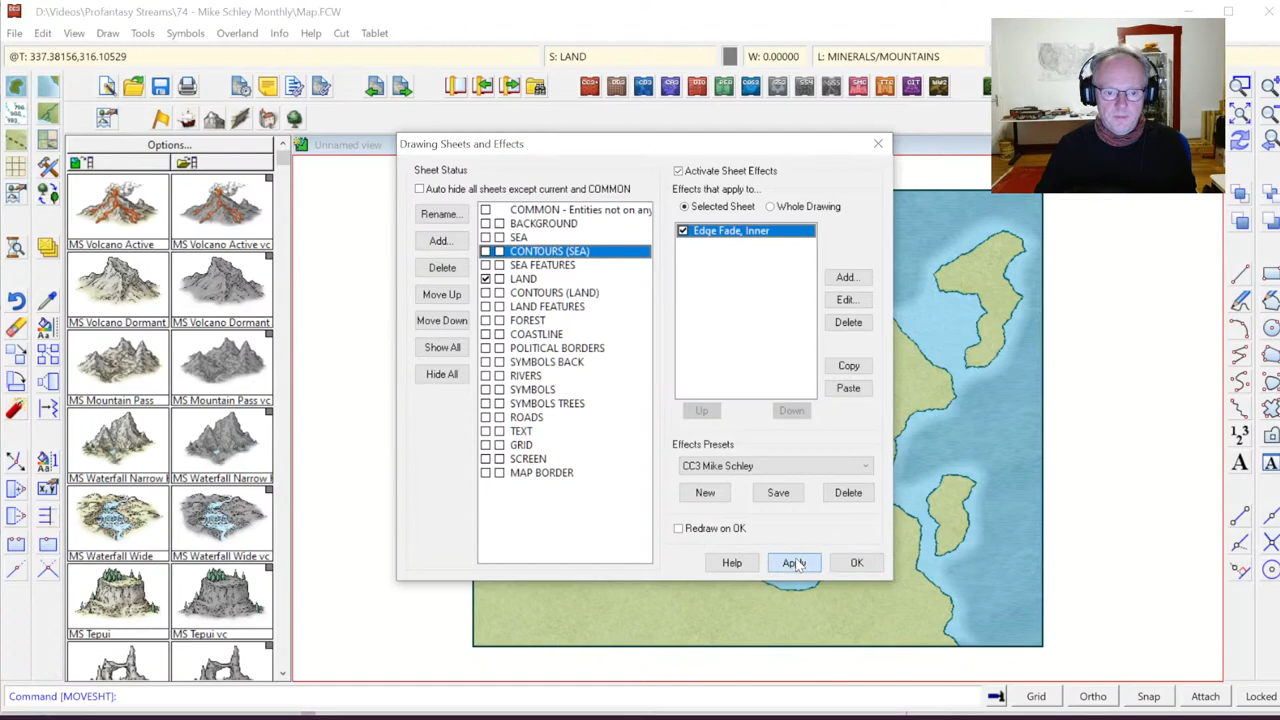 D:\Videos\Profantasy Streams\74 - Mike Schley Monthly\Map.FCW
File Edit View Draw Tools Symbols Overland Info Help Cut Tablet
@T: 337.38156,316.10529
S: LAND
W: 0.00000
L: MINERALS/MOUNTAINS
Options...
Unnamed view
MS Volcano Active
MS Volcano Active vc
MS Volcano Dormant
MS Volcano Dormant
MS Mountain Pass
MS Mountain Pass vc
MS Waterfall Narrow
MS Waterfall Narrow
MS Waterfall Wide
MS Waterfall Wide vc
MS Tepui
MS Tepui vc
Drawing Sheets and Effects
Sheet Status
Auto hide all sheets except current and COMMON
Rename...
Add...
Delete
Move Up
Move Down
Show All
Hide All
COMMON - Entities not on any
BACKGROUND
SEA
CONTOURS (SEA)
SEA FEATURES
LAND
CONTOURS (LAND)
LAND FEATURES
FOREST
COASTLINE
POLITICAL BORDERS
SYMBOLS BACK
RIVERS
SYMBOLS
SYMBOLS TREES
ROADS
TEXT
GRID
SCREEN
MAP BORDER
Activate Sheet Effects
Effects that apply to...
Selected Sheet Whole Drawing
Edge Fade, Inner
Add...
Edit...
Delete
Copy
Paste
Up Down
Effects Presets
CC3 Mike Schley
New Save Delete
Redraw on OK
Help Apply OK
Command [MOVESHT]:
Grid Ortho Snap Attach Locked